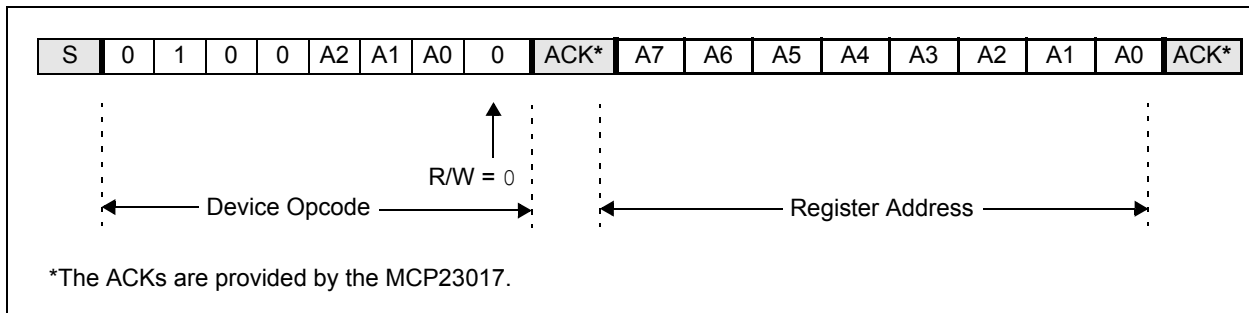 S 0 1 0 0 A2 A1 A0 0 ACK* A7 A6 A5 A4 A3 A2 A1 A0 ACK*
R/W = 0
Device Opcode
Register Address
*The ACKs are provided by the MCP23017.